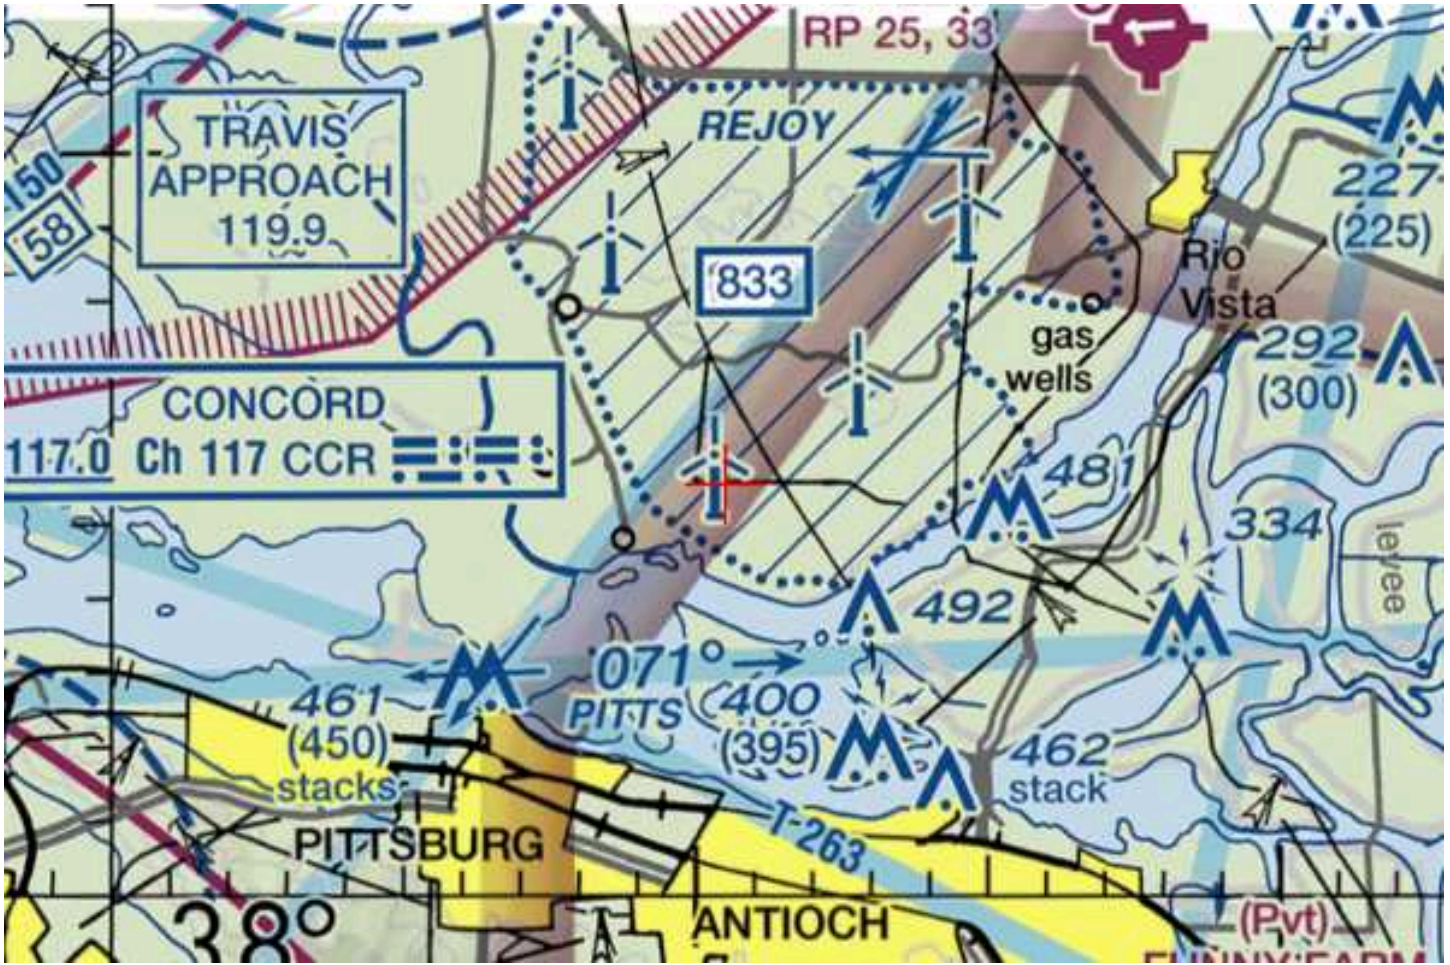 RP 25, 33
TRAVIS
APPROACH
119.9
150
58
REJOY
227
(225)
833
Rio
Vista
gas
wells
292
(300)
CONCORD
117.0 Ch 117 CCR
481
334
levee
492
071°
PITTS
461
(450)
stacks
400
(395)
462
stack
PITTSBURG
T-263
38°
ANTIOCH
(Pvt)
FUNNY FARM